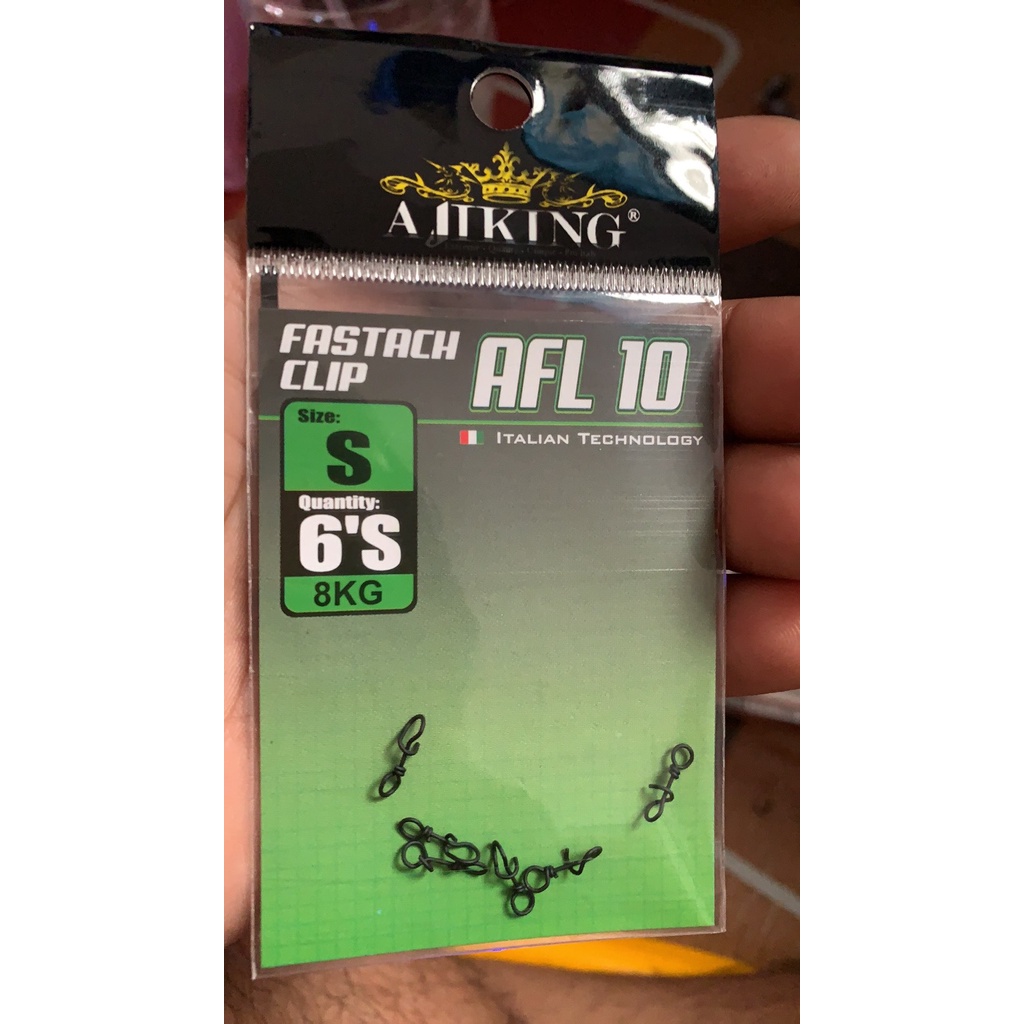 AJIKING®
FASTACH
CLIP
AFL 10
ITALIAN TECHNOLOGY
Size:
S
Quantity:
6'S
8KG